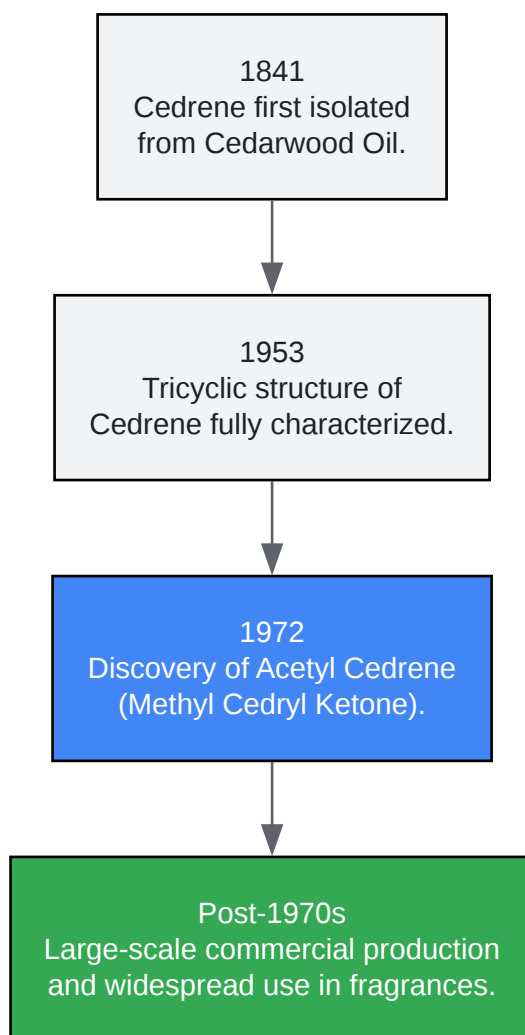 1841
Cedrene first isolated
from Cedarwood Oil.
1953
Tricyclic structure of
Cedrene fully characterized.
1972
Discovery of Acetyl Cedrene
(Methyl Cedryl Ketone).
Post-1970s
Large-scale commercial production
and widespread use in fragrances.